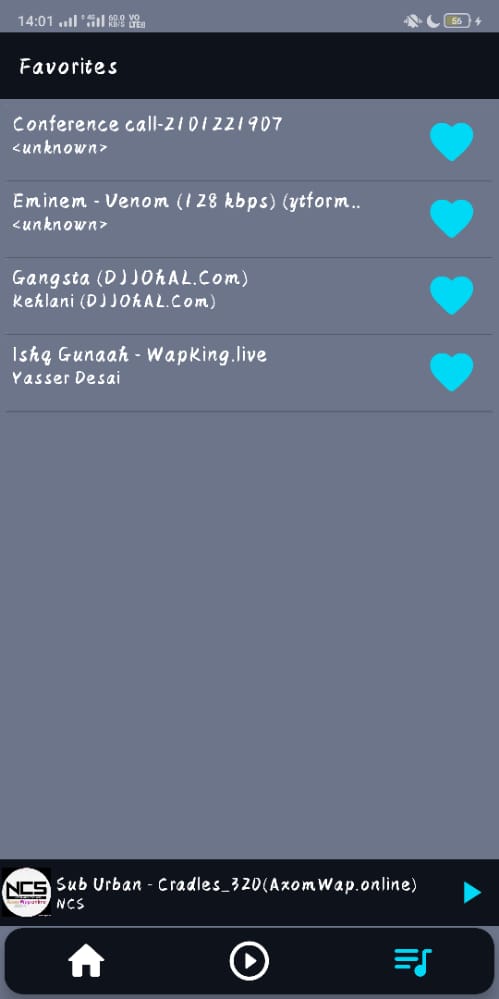 14:01 4G 60.0 KB/S VO LTE 56
Favorites
Conference call-2101221907
<unknown>
Eminem - Venom (128 kbps) (ytform..
<unknown>
Gangsta (DJJOhAL.Com)
Kehlani (DJJOhAL.Com)
Ishq Gunaah - WapKing.live
Yasser Desai
NCS
Sub Urban - Cradles_320(AxomWap.online)
NCS